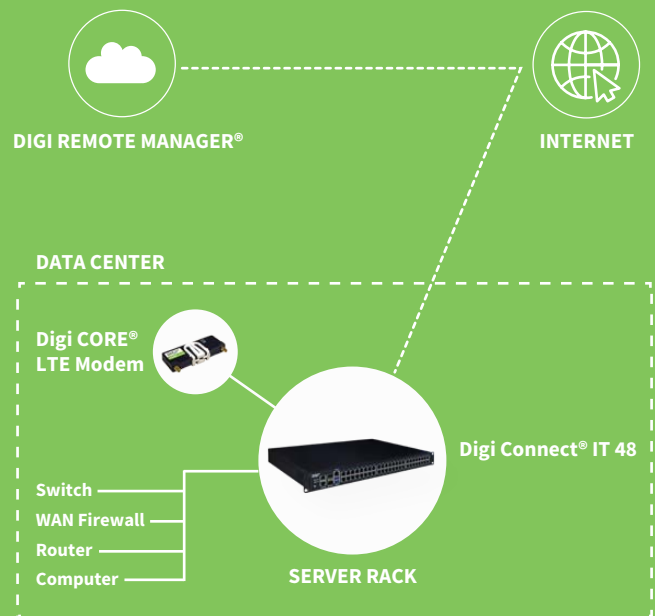 DIGI REMOTE MANAGER®
INTERNET
DATA CENTER
Digi CORE®
LTE Modem
Digi Connect® IT 48
Switch
WAN Firewall
Router
Computer
SERVER RACK